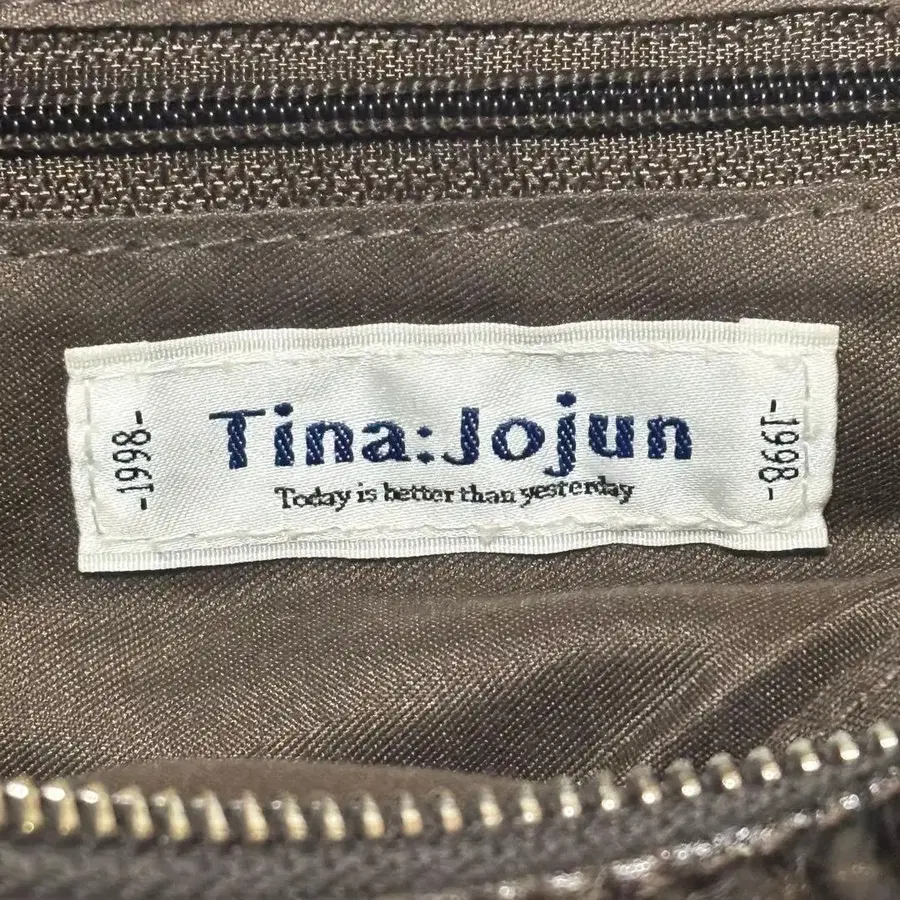 -1998-
Tina:Jojun
Today is better than yesterday
-1998-